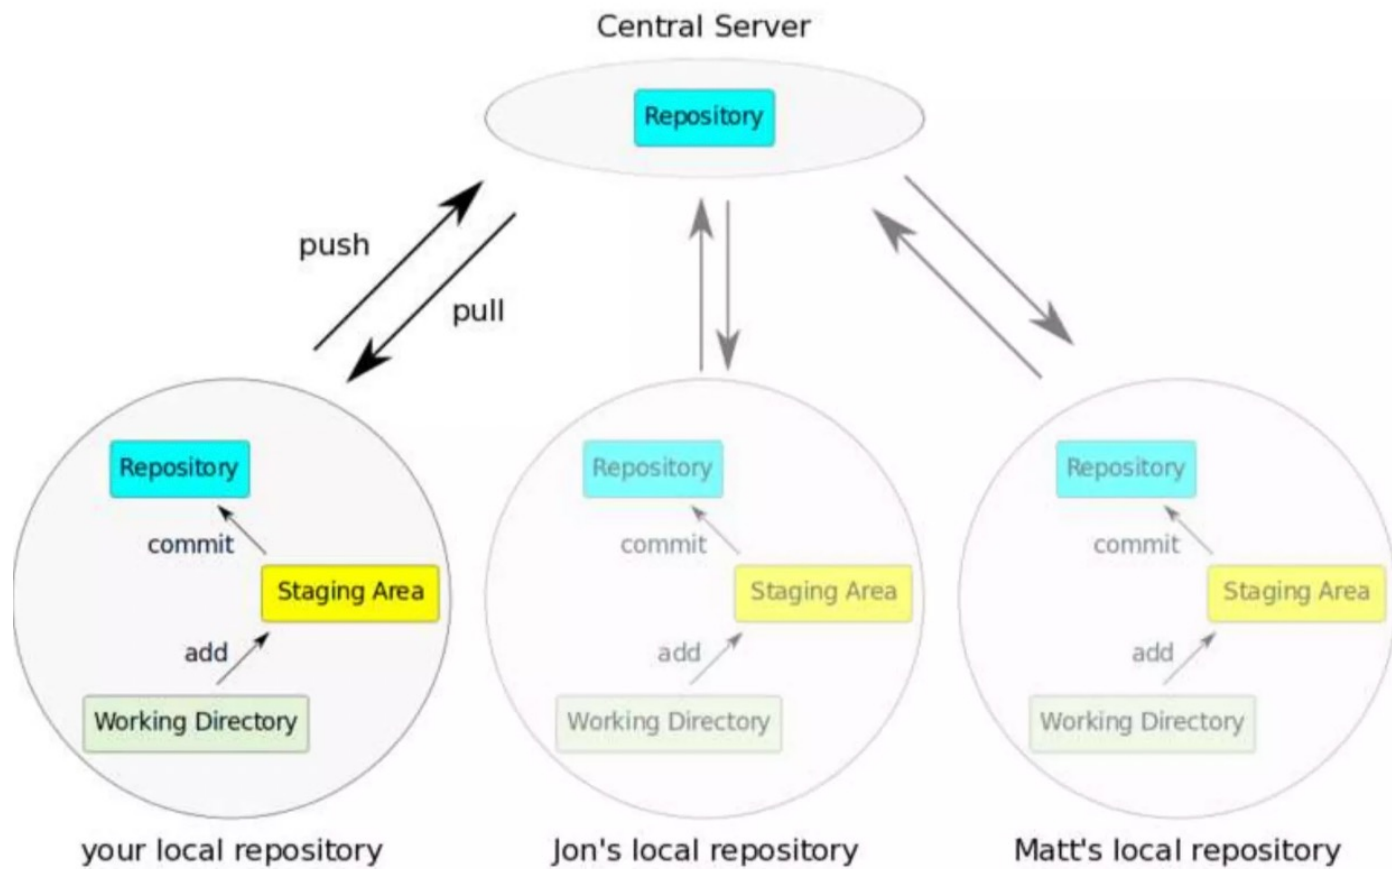 Central Server
Repository
push
pull
Repository
commit
Staging Area
add
Working Directory
your local repository
Repository
commit
Staging Area
add
Working Directory
Jon's local repository
Repository
commit
Staging Area
add
Working Directory
Matt's local repository